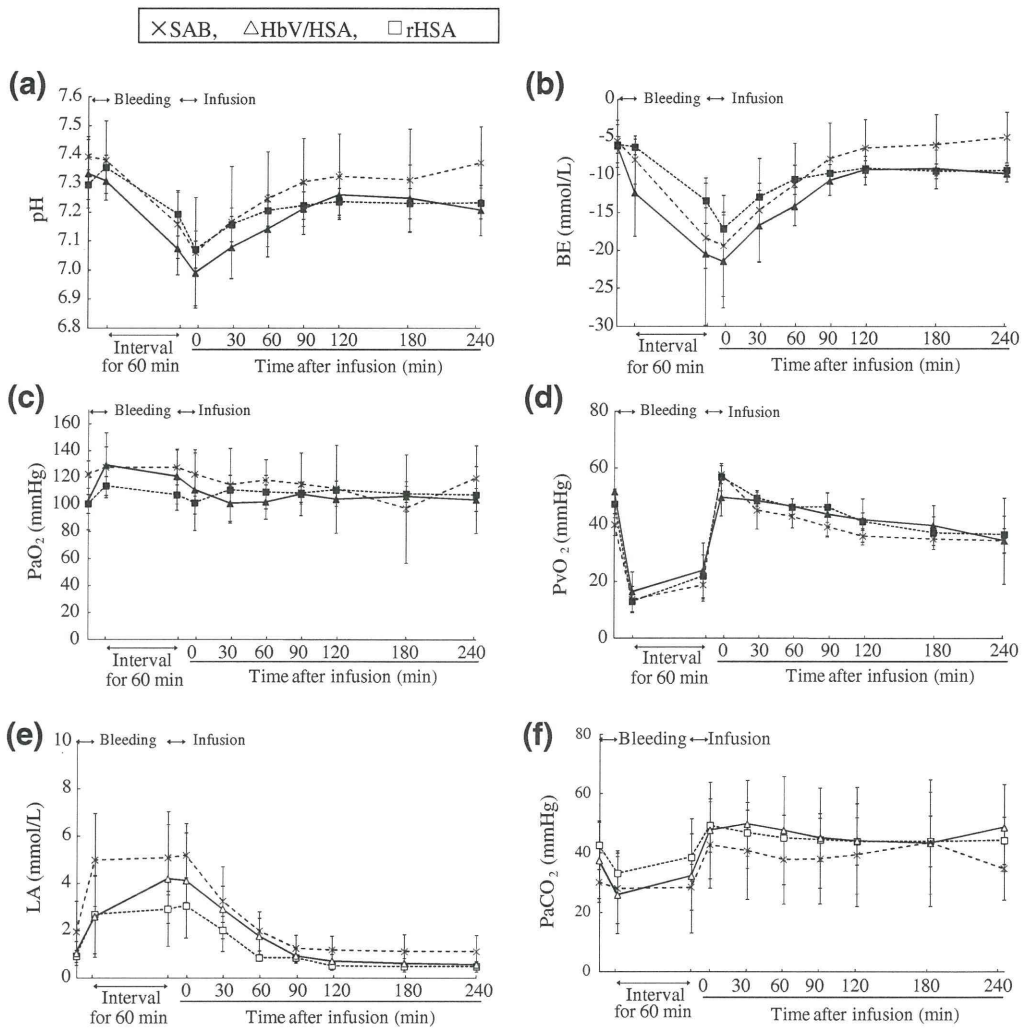 ×SAB, △HbV/HSA, □rHSA
(a)
7.6
7.5
7.4
7.3
7.2
7.1
7.0
6.9
6.8
pH
Bleeding Infusion
0 30 60 90 120 180 240
Interval
for 60 min
Time after infusion (min)
(b)
0
-5
-10
-15
-20
-25
-30
BE (mmol/L)
Bleeding Infusion
0 30 60 90 120 180 240
Interval
for 60 min
Time after infusion (min)
(c)
160
140
120
100
80
60
40
20
0
PaO2 (mmHg)
Bleeding Infusion
0 30 60 90 120 180 240
Interval
for 60 min
Time after infusion (min)
(d)
80
60
40
20
0
PvO2 (mmHg)
Bleeding Infusion
0 30 60 90 120 180 240
Interval
for 60 min
Time after infusion (min)
(e)
10
8
6
4
2
0
LA (mmol/L)
Bleeding Infusion
0 30 60 90 120 180 240
Interval
for 60 min
Time after infusion (min)
(f)
80
60
40
20
0
PaCO2 (mmHg)
Bleeding Infusion
0 30 60 90 120 180 240
Interval
for 60 min
Time after infusion (min)